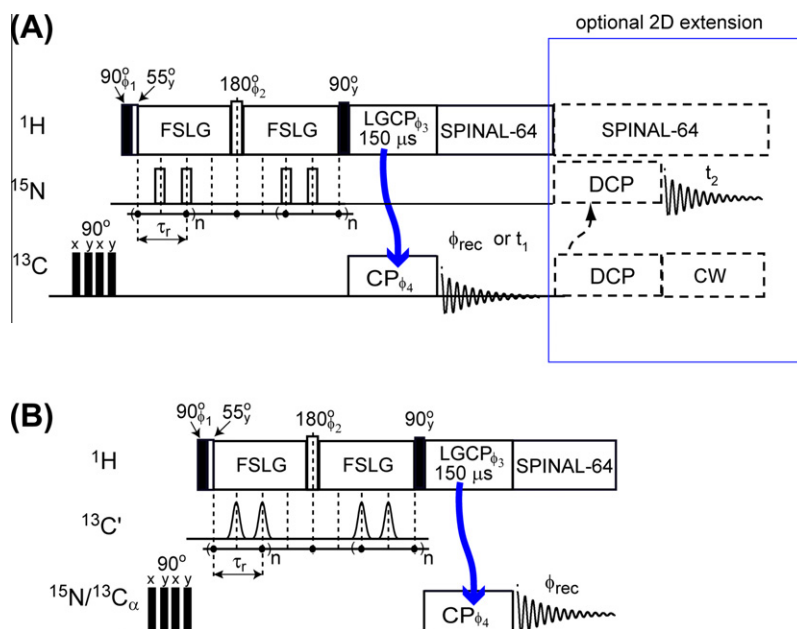 (A)
optional 2D extension
90°ϕ1 55°y 180°ϕ2 90°y
¹H FSLG FSLG LGCPϕ3 150 μs SPINAL-64 SPINAL-64
¹⁵N DCP t₂
( )n ( )n
τr
90° ϕrec or t₁
x y x y
¹³C CPϕ4 DCP CW
(B)
90°ϕ1 55°y 180°ϕ2 90°y
¹H FSLG FSLG LGCPϕ3 150 μs SPINAL-64
¹³C'
( )n ( )n
τr
90° ϕrec
x y x y
¹⁵N/¹³Cα CPϕ4